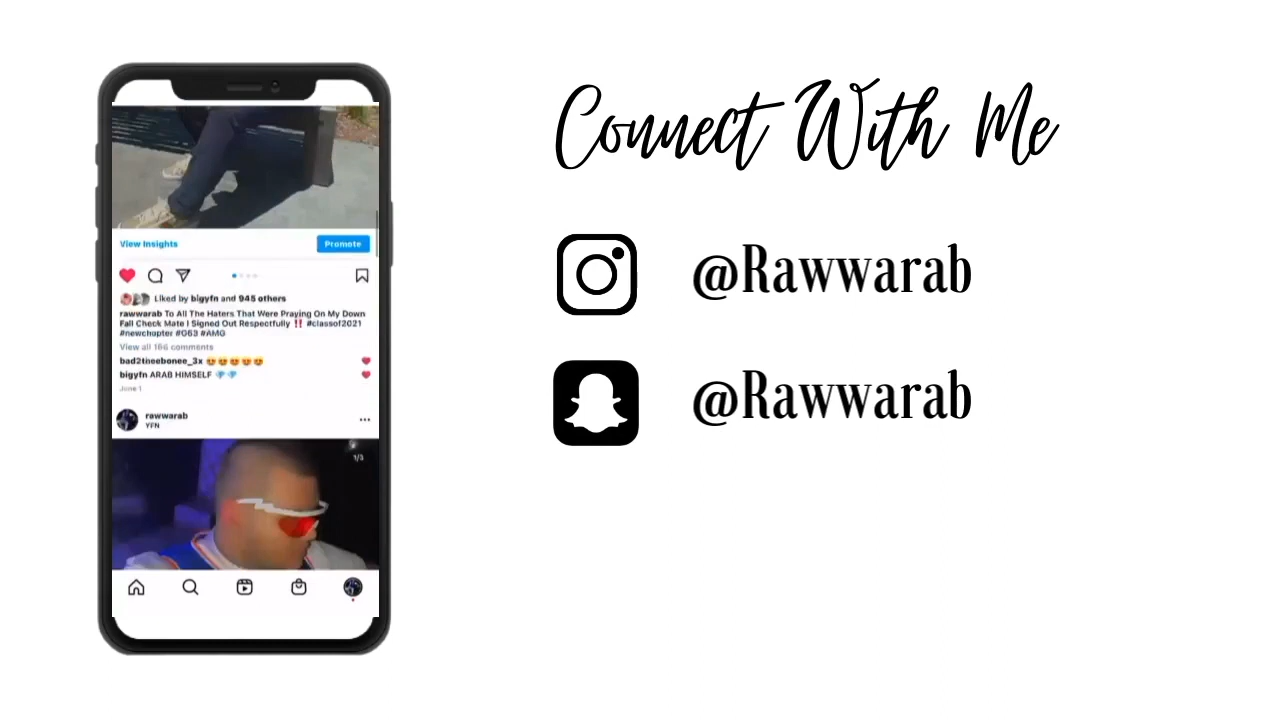 Connect With Me
@Rawwarab
@Rawwarab
View Insights
Promote
Liked by bigyfn and 945 others
rawwarab To All The Haters That Were Praying On My Down
Fall Check Mate I Signed Out Respectfully ‼️ #classof2021
#newchapter #G63 #AMG
View all 166 comments
bad2theebonee_3x 😍😍😍😍😍
bigyfn ARAB HIMSELF 💎💎
June 1
rawwarab
YFN
1/3